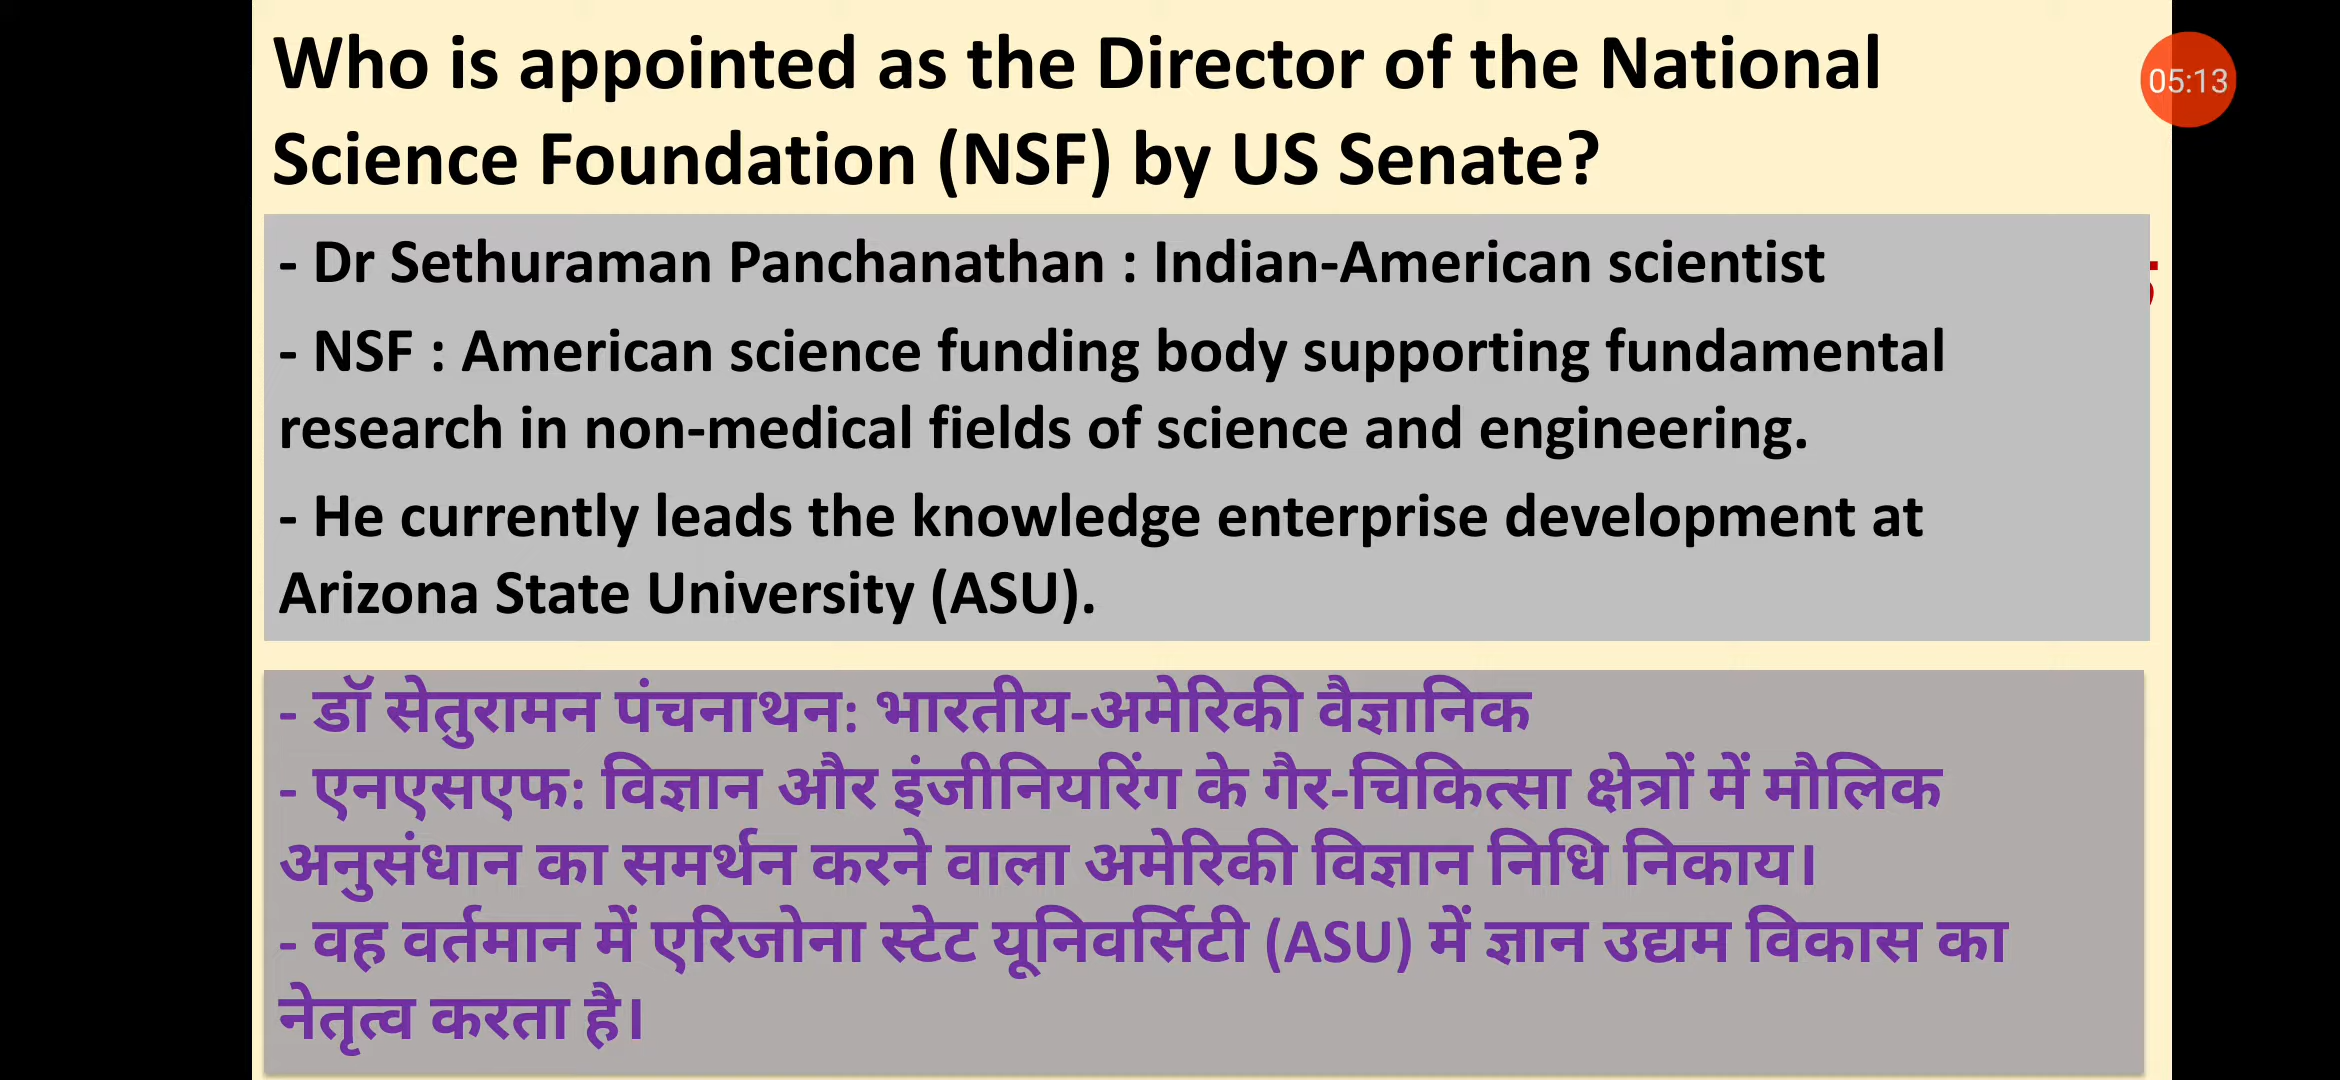 Who is appointed as the Director of the National
05:13
Science Foundation (NSF) by US Senate?
- Dr Sethuraman Panchanathan : Indian-American scientist
- NSF : American science funding body supporting fundamental
research in non-medical fields of science and engineering.
- He currently leads the knowledge enterprise development at
Arizona State University (ASU).
- डॉ सेतुरामन पंचनाथन: भारतीय-अमेरिकी वैज्ञानिक
- एनएसएफ: विज्ञान और इंजीनियरिंग के गैर-चिकित्सा क्षेत्रों में मौलिक
अनुसंधान का समर्थन करने वाला अमेरिकी विज्ञान निधि निकाय।
- वह वर्तमान में एरिजोना स्टेट यूनिवर्सिटी (ASU) में ज्ञान उद्यम विकास का
नेतृत्व करता है।